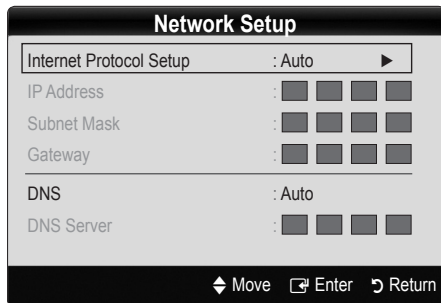 Network Setup
Internet Protocol Setup : Auto ▶
IP Address :
Subnet Mask :
Gateway :
DNS : Auto
DNS Server :
Move Enter Return